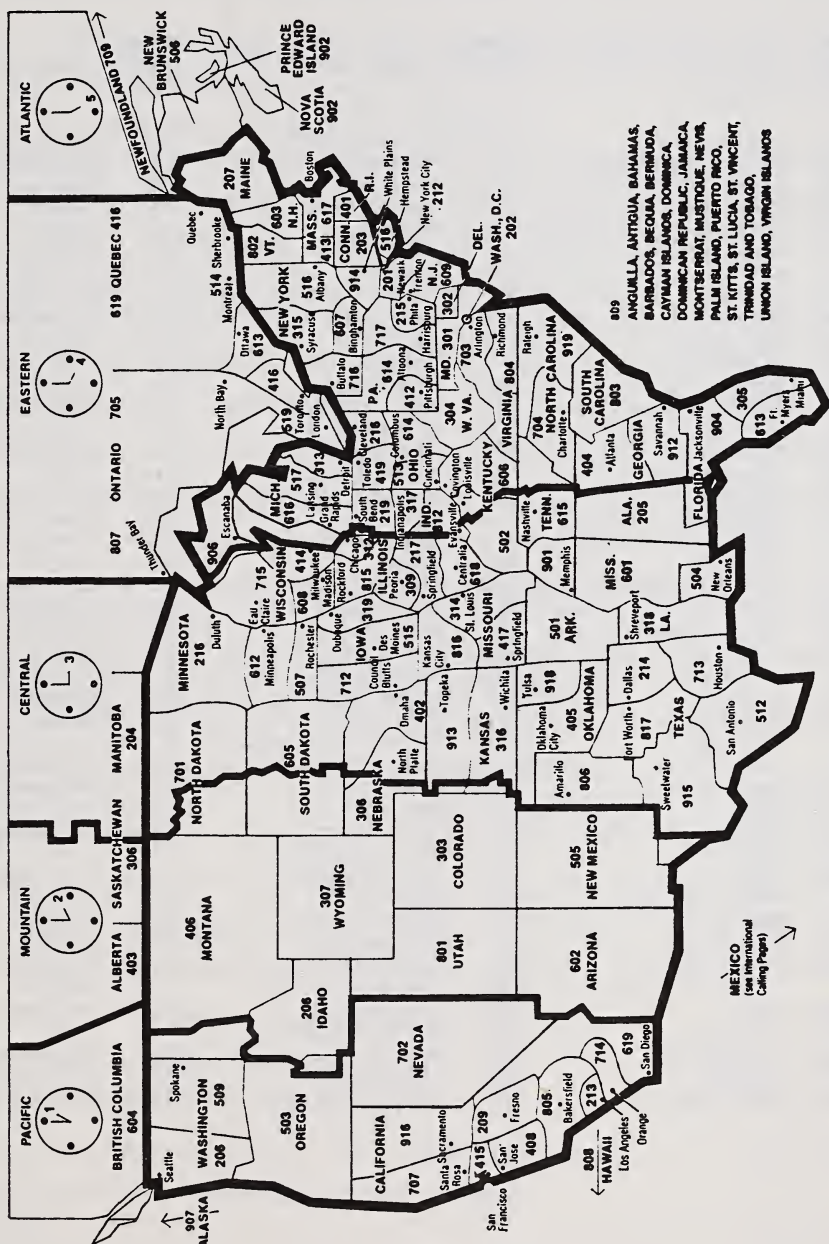 PACIFIC
1
MOUNTAIN
2
CENTRAL
3
EASTERN
4
ATLANTIC
5
BRITISH COLUMBIA
604
ALBERTA
403
SASKATCHEWAN
306
MANITOBA
204
ONTARIO
807
705
619 QUEBEC 416
NEWFOUNDLAND 709
NEW
BRUNSWICK
506
PRINCE
EDWARD
ISLAND
902
NOVA
SCOTIA
902
Thunder Bay
North Bay
Ottawa
613
514
Montreal
Sherbrooke
Quebec
416
519
Toronto
London
907
ALASKA
Seattle
Spokane
WASHINGTON
206
509
503
OREGON
206
IDAHO
406
MONTANA
307
WYOMING
702
NEVADA
801
UTAH
303
COLORADO
602
ARIZONA
505
NEW MEXICO
CALIFORNIA
916
707
Sacramento
Santa
Rosa
415
San
Francisco
209
San
Jose
408
Fresno
805
Bakersfield
213
714
619
San Diego
Los Angeles
Orange
808
HAWAII
MEXICO
(see International
Calling Pages)
701
NORTH DAKOTA
605
SOUTH DAKOTA
306
NEBRASKA
North
Platte
Omaha
402
913
Topeka
KANSAS
316
Wichita
Oklahoma
City
405
Tulsa
918
OKLAHOMA
Amarillo
806
Fort Worth
817
Dallas
214
TEXAS
Sweetwater
915
713
Houston
San Antonio
512
MINNESOTA
216
Duluth
612
Minneapolis
507
Rochester
712
IOWA
Council
Bluffs
Des
Moines
515
319
Dubuque
Kansas
City
816
MISSOURI
314
St. Louis
417
Springfield
501
ARK.
Shreveport
318
LA.
504
New
Orleans
715
Eau
Claire
WISCONSIN
414
Milwaukee
608
Madison
Rockford
Chicago
312
815
ILLINOIS
Peoria
309
217
Springfield
Centralia
618
906
Escanaba
MICH.
616
517
313
Lansing
Grand
Rapids
Detroit
South
Bend
219
Indianapolis
317
IND.
812
Evansville
Toledo
419
Cleveland
216
Columbus
614
OHIO
513
Cincinnati
Covington
Louisville
KENTUCKY
606
502
Nashville
TENN.
615
901
Memphis
MISS.
601
ALA.
205
404
Atlanta
GEORGIA
Savannah
912
FLORIDA
Jacksonville
904
305
613
Ft.
Myers
Miami
SOUTH
CAROLINA
803
704
NORTH CAROLINA
Charlotte
Raleigh
919
VIRGINIA 804
Richmond
703
Arlington
304
W. VA.
MD.
301
302
DEL.
WASH., D.C.
202
PA.
814
412
Pittsburgh
Altoona
Harrisburg
717
215
Phila
Buffalo
716
607
Binghamton
NEW YORK
315
Syracuse
516
Albany
914
201
Newark
Trenton
N.J.
609
516
White Plains
Hempstead
New York City
212
802
VT.
603
N.H.
207
MAINE
Boston
MASS.
413
617
CONN.
203
401
R.I.
809
ANGUILLA, ANTIGUA, BAHAMAS,
BARBADOS, BEQUA, BERMUDA,
CAYMAN ISLANDS, DOMINICA,
DOMINICAN REPUBLIC, JAMAICA,
MONTSERRAT, MUSTIQUE, NEVIS,
PALM ISLAND, PUERTO RICO,
ST. KITTS, ST. LUCIA, ST. VINCENT,
TRINIDAD AND TOBAGO,
UNION ISLAND, VIRGIN ISLANDS